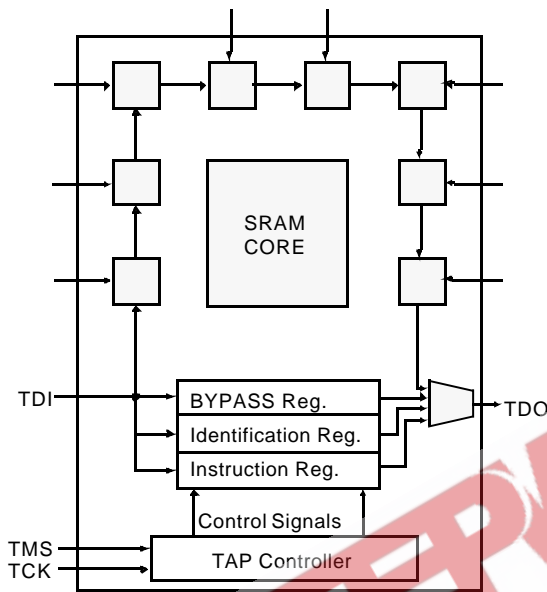 SRAM
CORE
TDI
BYPASS Reg.
TDO
Identification Reg.
Instruction Reg.
Control Signals
TMS
TAP Controller
TCK